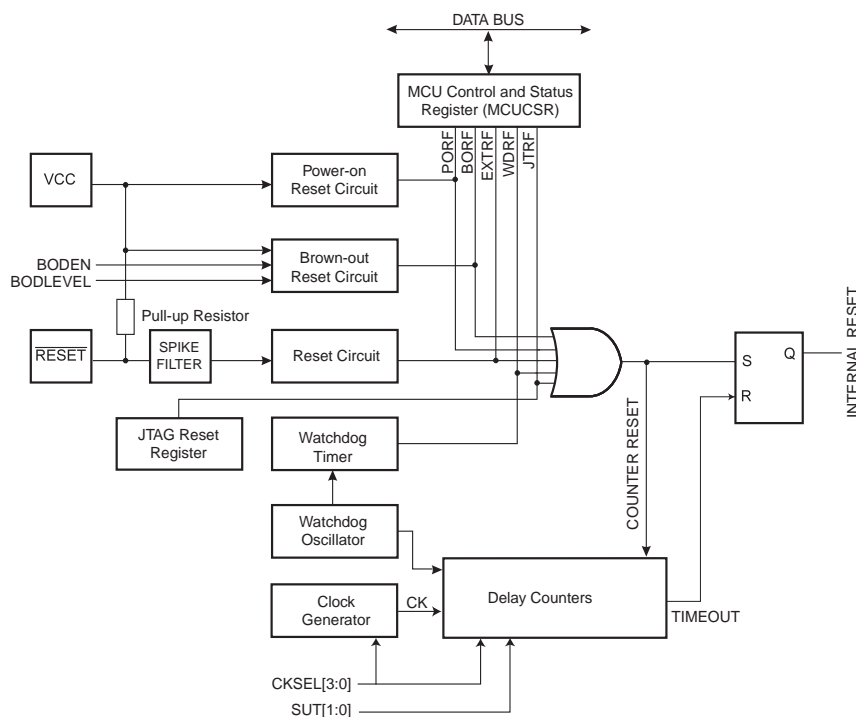 DATA BUS
MCU Control and Status
Register (MCUCSR)
PORF
BORF
EXTRF
WDRF
JTRF
VCC
Power-on
Reset Circuit
BODEN
BODLEVEL
Brown-out
Reset Circuit
Pull-up Resistor
RESET
SPIKE
FILTER
Reset Circuit
S
Q
R
INTERNAL RESET
JTAG Reset
Register
Watchdog
Timer
COUNTER RESET
Watchdog
Oscillator
Clock
Generator
CK
Delay Counters
TIMEOUT
CKSEL[3:0]
SUT[1:0]